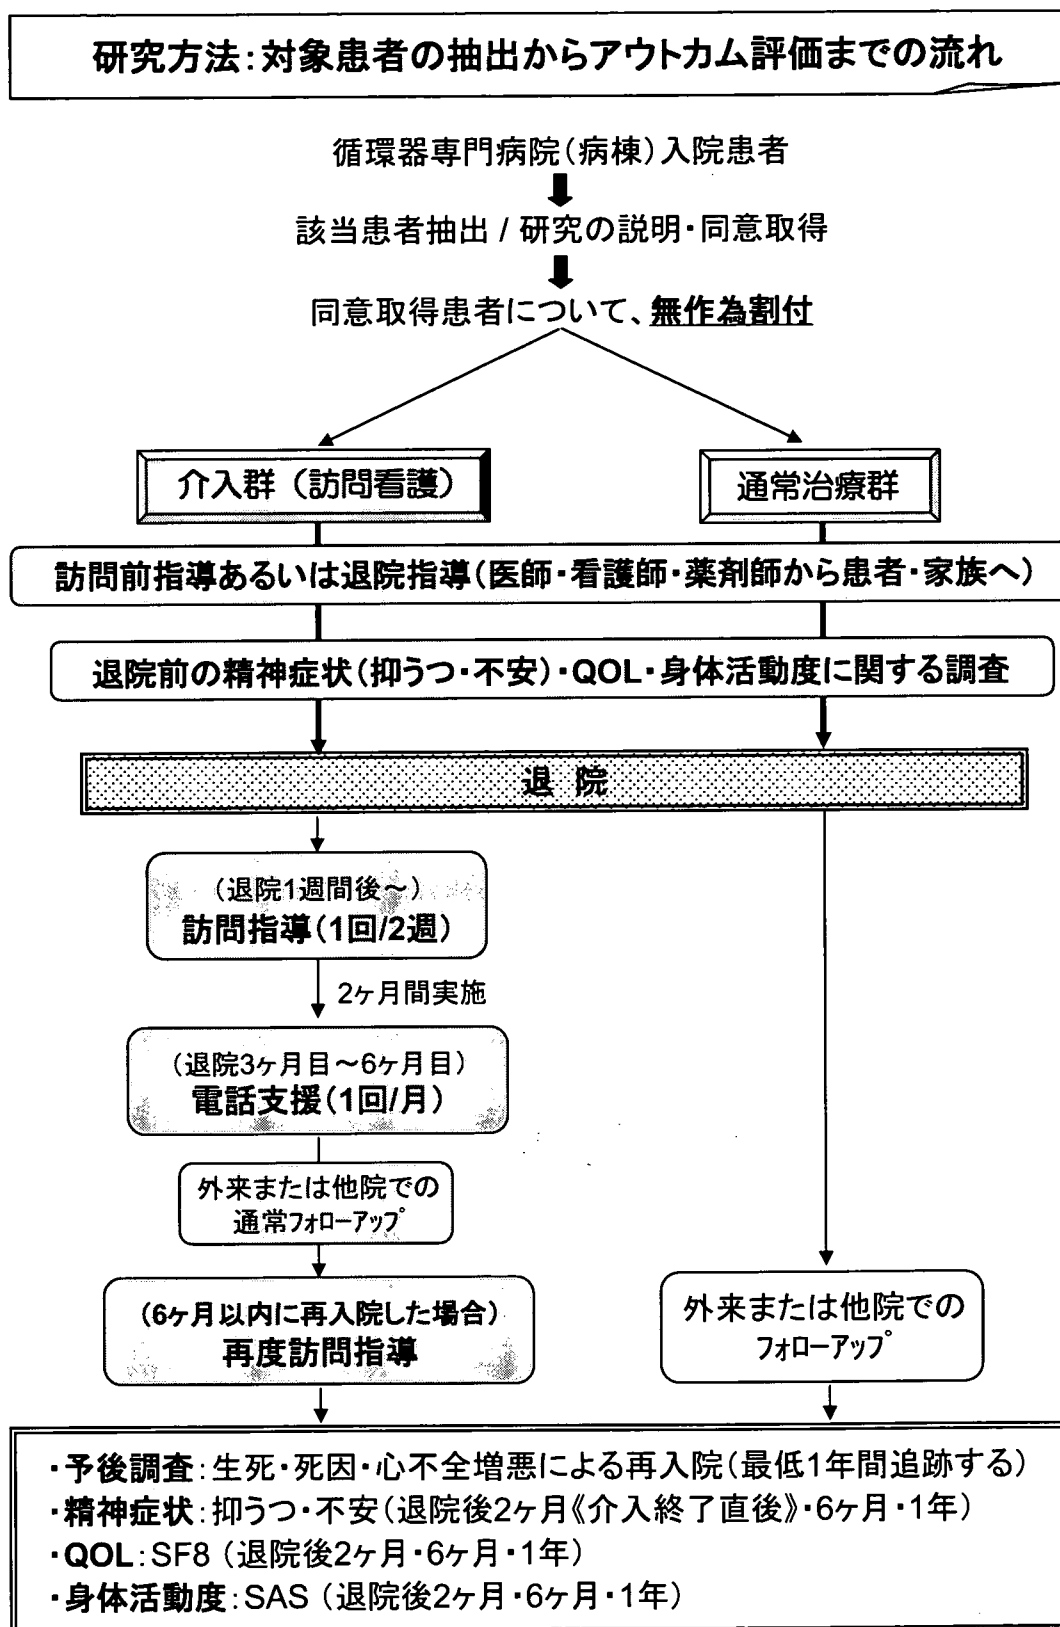 研究方法：対象患者の抽出からアウトカム評価までの流れ
循環器専門病院（病棟）入院患者
該当患者抽出 / 研究の説明・同意取得
同意取得患者について、無作為割付
介入群（訪問看護）
通常治療群
訪問前指導あるいは退院指導（医師・看護師・薬剤師から患者・家族へ）
退院前の精神症状（抑うつ・不安）・QOL・身体活動度に関する調査
退 院
（退院1週間後～）
訪問指導（1回/2週）
2ヶ月間実施
（退院3ヶ月目～6ヶ月目）
電話支援（1回/月）
外来または他院での
通常フォローアップ
（6ヶ月以内に再入院した場合）
再度訪問指導
外来または他院での
フォローアップ
・予後調査：生死・死因・心不全増悪による再入院（最低1年間追跡する）
・精神症状：抑うつ・不安（退院後2ヶ月《介入終了直後》・6ヶ月・1年）
・QOL：SF8 （退院後2ヶ月・6ヶ月・1年）
・身体活動度：SAS （退院後2ヶ月・6ヶ月・1年）